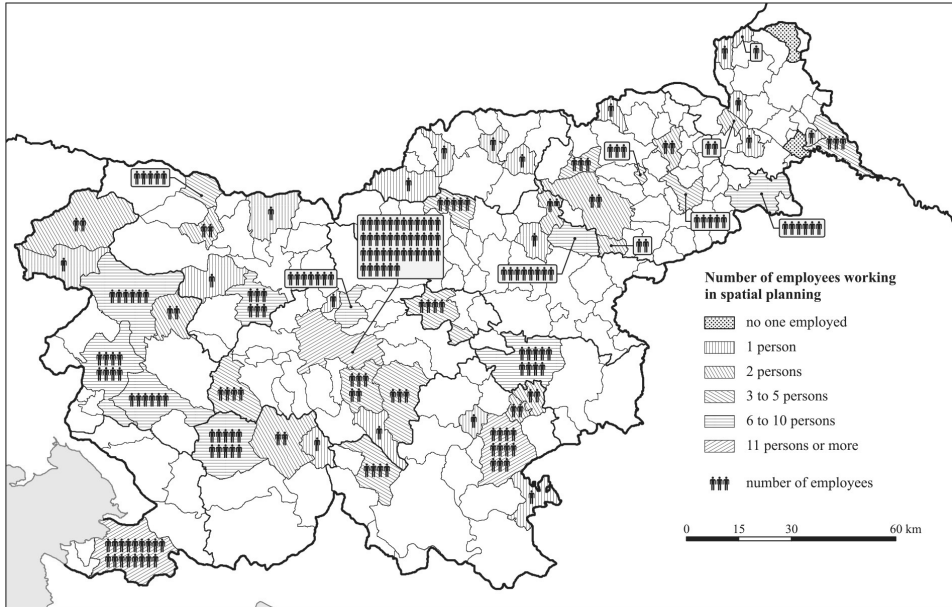 Number of employees working
in spatial planning
no one employed
1 person
2 persons
3 to 5 persons
6 to 10 persons
11 persons or more
number of employees
0 15 30 60 km